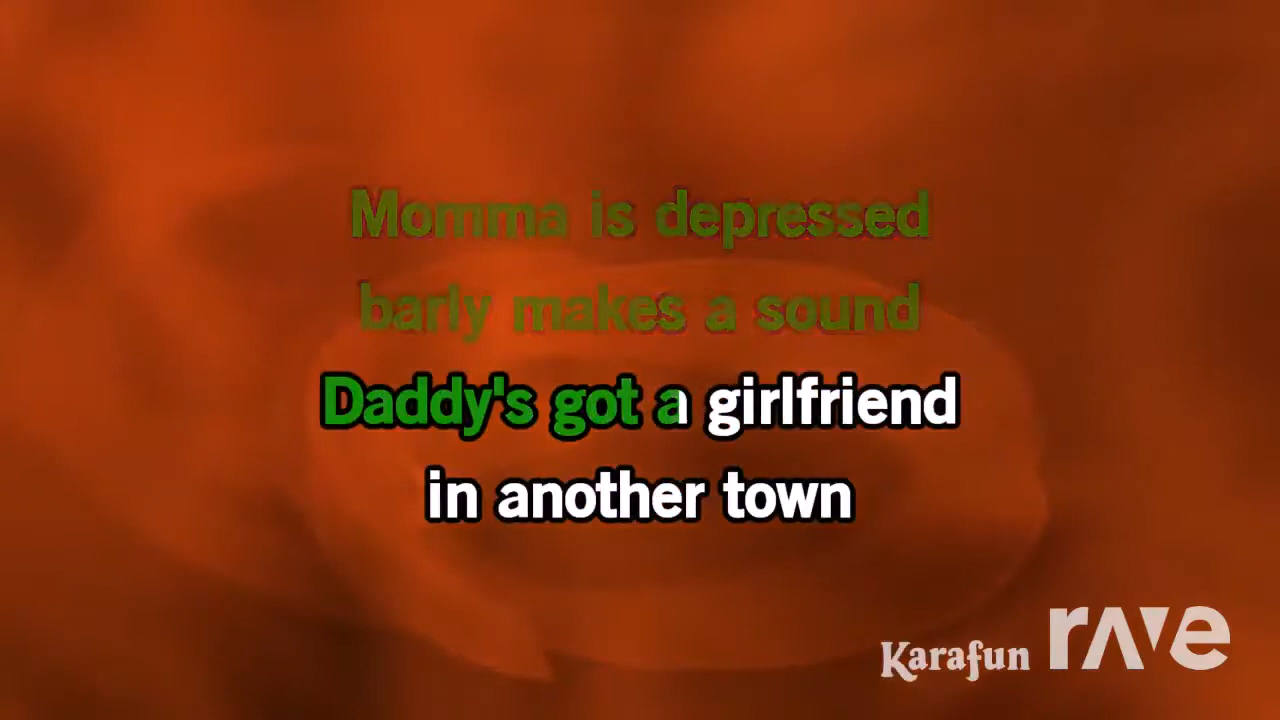 Momma is depressed
barly makes a sound
Daddy's got a girlfriend
in another town
Karafun rave